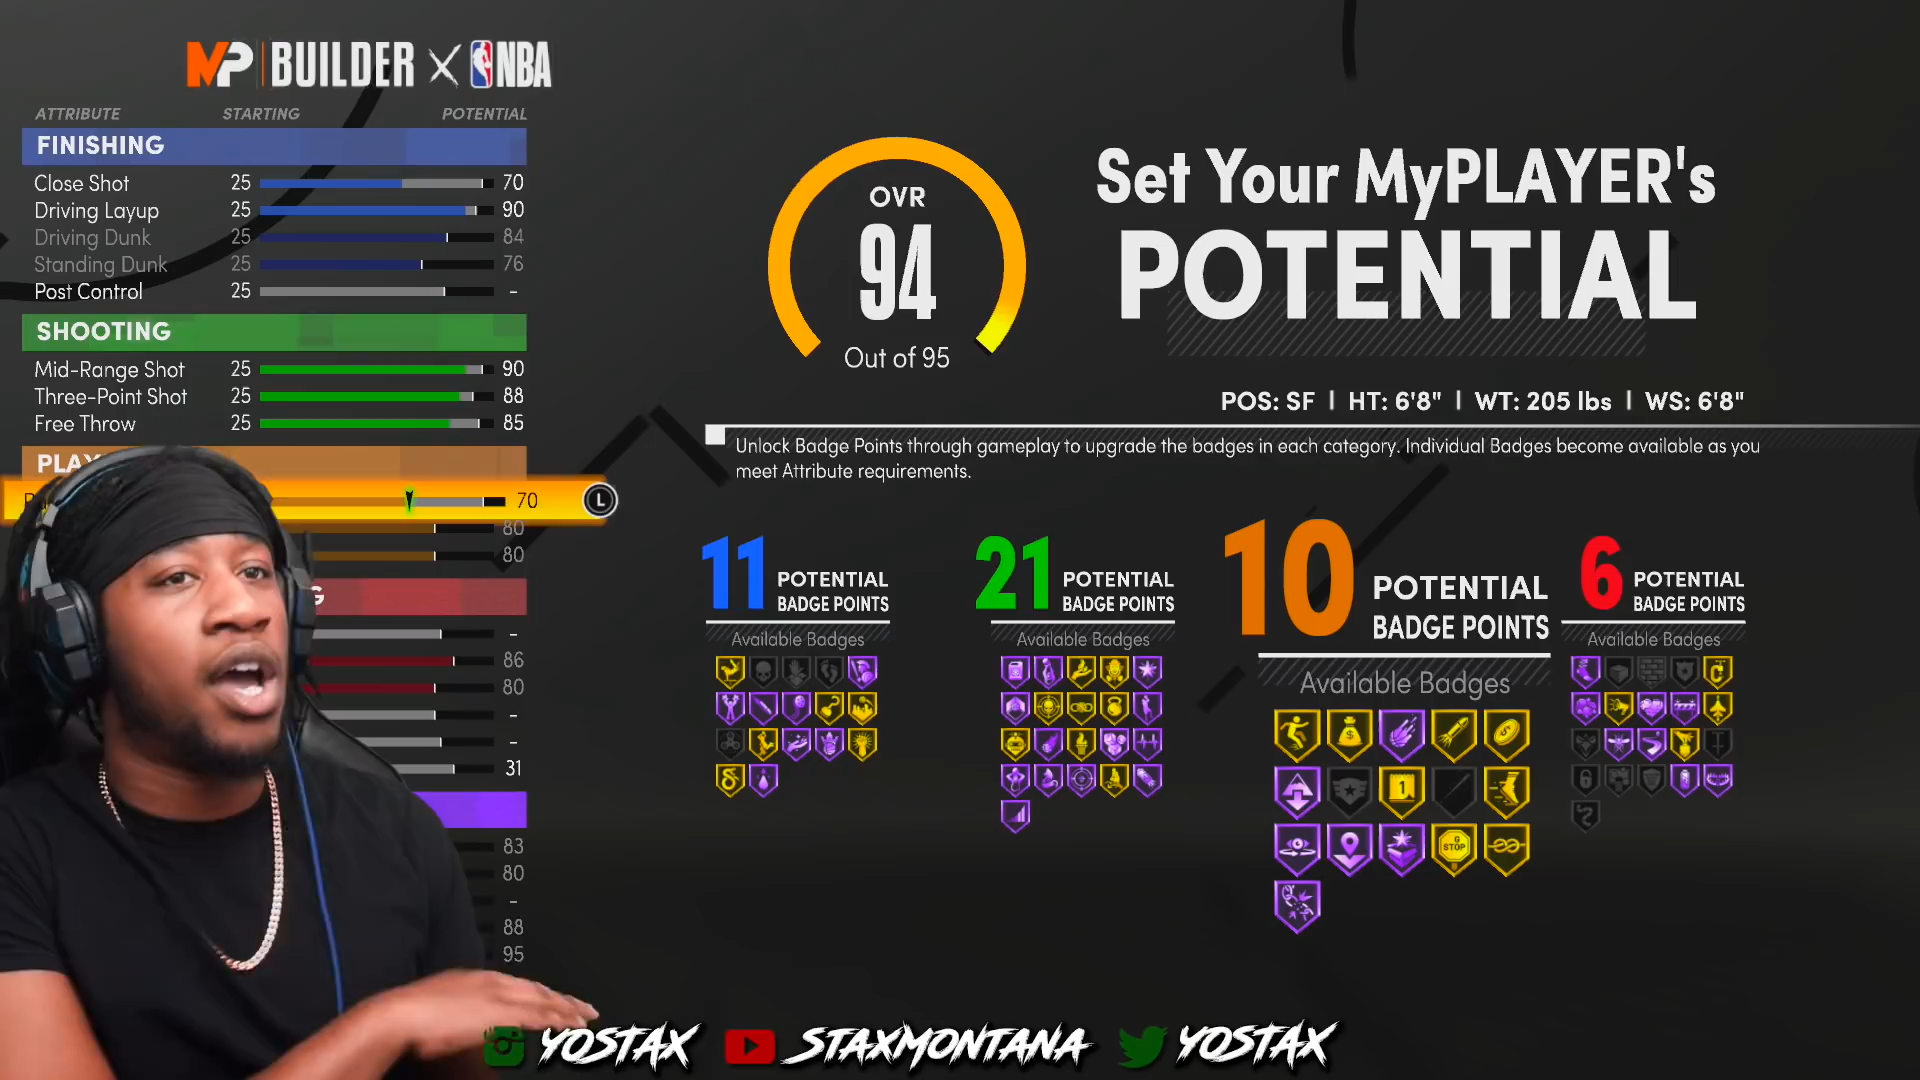 MP BUILDER X NBA
ATTRIBUTE STARTING POTENTIAL
FINISHING
Close Shot 25 70
Driving Layup 25 90
Driving Dunk 25 84
Standing Dunk 25 76
Post Control 25 -
SHOOTING
Mid-Range Shot 25 90
Three-Point Shot 25 88
Free Throw 25 85
PLAY
70 L
80
80
G
-
86
80
-
-
31
83
80
-
88
95
OVR
94
Out of 95
Set Your MyPLAYER's
POTENTIAL
POS: SF | HT: 6'8" | WT: 205 lbs | WS: 6'8"
Unlock Badge Points through gameplay to upgrade the badges in each category. Individual Badges become available as you
meet Attribute requirements.
11 POTENTIAL BADGE POINTS
Available Badges
21 POTENTIAL BADGE POINTS
Available Badges
10 POTENTIAL BADGE POINTS
Available Badges
1
G STOP
6 POTENTIAL BADGE POINTS
Available Badges
YOSTAX STAXMONTANA YOSTAX